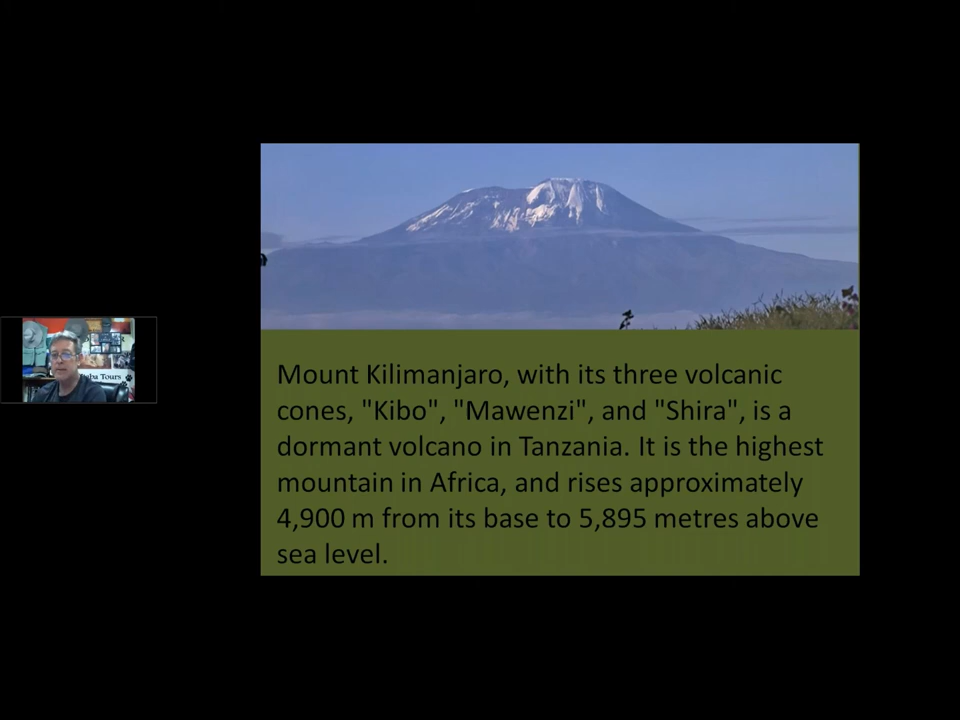 Mount Kilimanjaro, with its three volcanic
cones, "Kibo", "Mawenzi", and "Shira", is a
dormant volcano in Tanzania. It is the highest
mountain in Africa, and rises approximately
4,900 m from its base to 5,895 metres above
sea level.
Tours